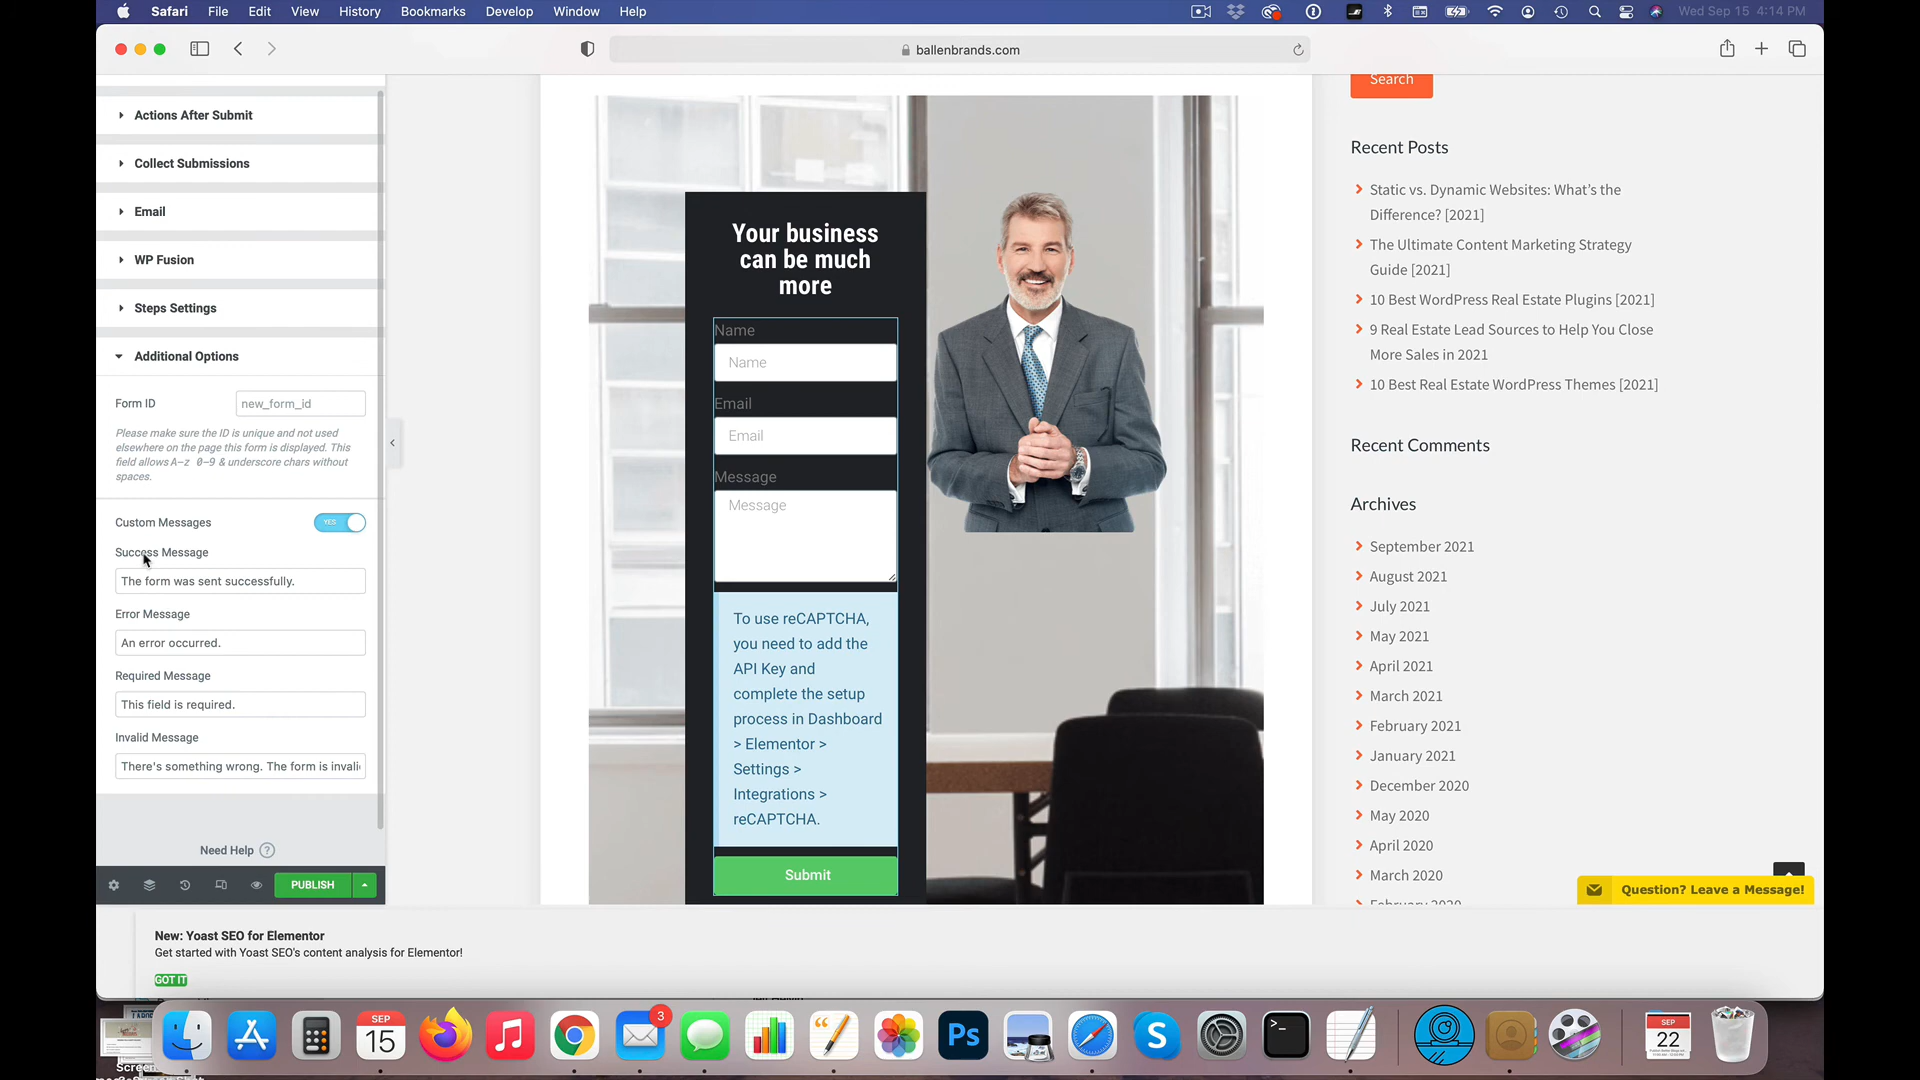 Safari File Edit View History Bookmarks Develop Window Help Wed Sep 15 4:14 PM
ballenbrands.com
Actions After Submit
Collect Submissions
Email
WP Fusion
Steps Settings
Additional Options
Form ID new_form_id
Please make sure the ID is unique and not used
elsewhere on the page this form is displayed. This
field allows A-z 0-9 & underscore chars without
spaces.
Custom Messages YES
Success Message
The form was sent successfully.
Error Message
An error occurred.
Required Message
This field is required.
Invalid Message
There's something wrong. The form is invali
Need Help ?
PUBLISH
Your business
can be much
more
Name
Name
Email
Email
Message
Message
To use reCAPTCHA,
you need to add the
API Key and
complete the setup
process in Dashboard
> Elementor >
Settings >
Integrations >
reCAPTCHA.
Submit
Search
Recent Posts
Static vs. Dynamic Websites: What's the
Difference? [2021]
The Ultimate Content Marketing Strategy
Guide [2021]
10 Best WordPress Real Estate Plugins [2021]
9 Real Estate Lead Sources to Help You Close
More Sales in 2021
10 Best Real Estate WordPress Themes [2021]
Recent Comments
Archives
September 2021
August 2021
July 2021
May 2021
April 2021
March 2021
February 2021
January 2021
December 2020
May 2020
April 2020
March 2020
February 2020
Question? Leave a Message!
New: Yoast SEO for Elementor
Get started with Yoast SEO's content analysis for Elementor!
GOT IT
SEP
15
3
Ps
S
>_
SEP
22
Screen